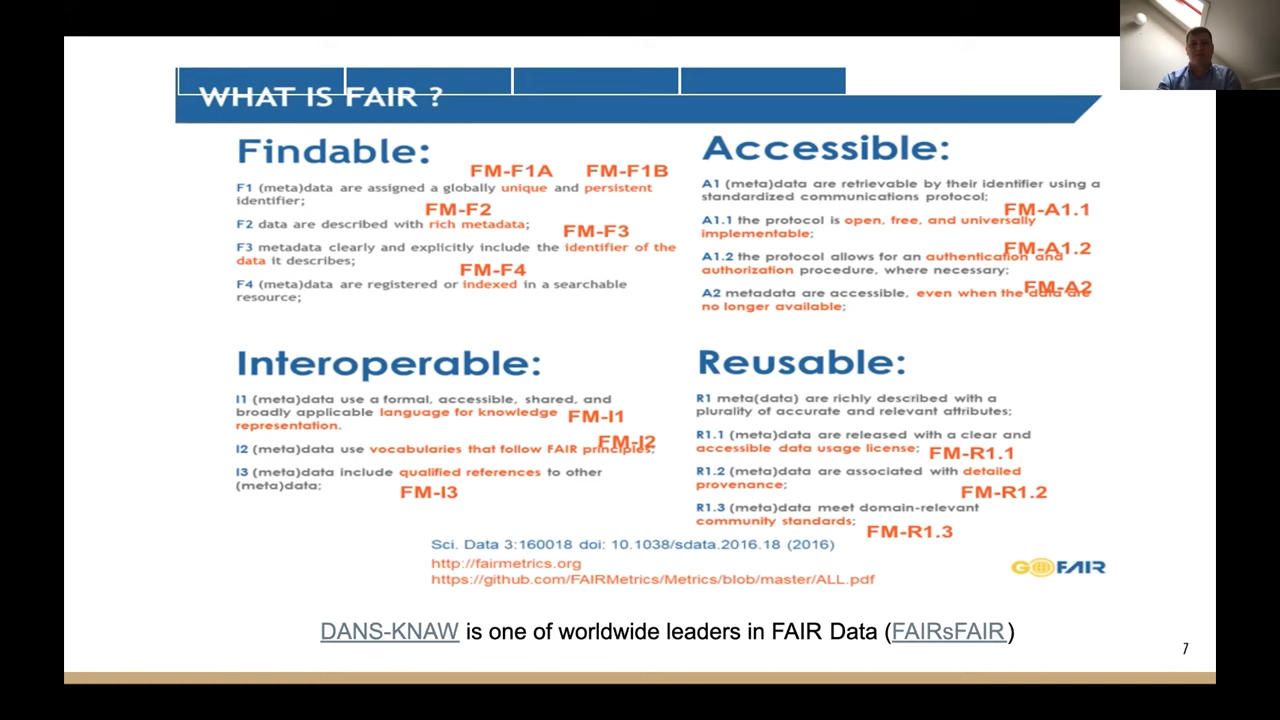 WHAT IS FAIR ?
Findable:
FM-F1A FM-F1B
F1 (meta)data are assigned a globally unique and persistent
identifier;
FM-F2
F2 data are described with rich metadata;
FM-F3
F3 metadata clearly and explicitly include the identifier of the
data it describes;
FM-F4
F4 (meta)data are registered or indexed in a searchable
resource;
Accessible:
A1 (meta)data are retrievable by their identifier using a
standardized communications protocol;
FM-A1.1
A1.1 the protocol is open, free, and universally
implementable;
FM-A1.2
A1.2 the protocol allows for an authentication and
authorization procedure, where necessary;
FM-A2
A2 metadata are accessible, even when the data are
no longer available;
Interoperable:
I1 (meta)data use a formal, accessible, shared, and
broadly applicable language for knowledge
FM-I1
representation.
FM-I2
I2 (meta)data use vocabularies that follow FAIR principles;
I3 (meta)data include qualified references to other
(meta)data;
FM-I3
Reusable:
R1 meta(data) are richly described with a
plurality of accurate and relevant attributes;
R1.1 (meta)data are released with a clear and
accessible data usage license;
FM-R1.1
R1.2 (meta)data are associated with detailed
provenance;
FM-R1.2
R1.3 (meta)data meet domain-relevant
community standards;
FM-R1.3
Sci. Data 3:160018 doi: 10.1038/sdata.2016.18 (2016)
http://fairmetrics.org
https://github.com/FAIRMetrics/Metrics/blob/master/ALL.pdf
GO FAIR
DANS-KNAW is one of worldwide leaders in FAIR Data (FAIRsFAIR)
7